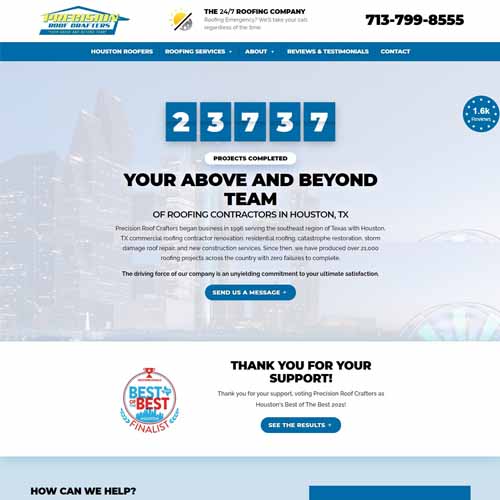 PRECISION
ROOF CRAFTERS
"YOUR ABOVE AND BEYOND TEAM"
THE 24/7 ROOFING COMPANY
Roofing Emergency? We'll take your call,
regardless of the time.
713-799-8555
HOUSTON ROOFERS
ROOFING SERVICES
ABOUT
REVIEWS & TESTIMONIALS
CONTACT
23737
1.6k
Reviews
PROJECTS COMPLETED
YOUR ABOVE AND BEYOND
TEAM
OF ROOFING CONTRACTORS IN HOUSTON, TX
Precision Roof Crafters began business in 1996 serving the southeast region of Texas with Houston,
TX commercial roofing contractor renovation, residential roofing, catastrophe restoration, storm
damage roof repair, and new construction services. Since then, we have produced over 21,000
roofing projects across the country with zero failures to complete.
The driving force of our company is an unyielding commitment to your ultimate satisfaction.
SEND US A MESSAGE
THANK YOU FOR YOUR
SUPPORT!
BEST
OF THE
BEST
FINALIST
Thank you for your support, voting Precision Roof Crafters as
Houston's Best of The Best 2021!
SEE THE RESULTS
HOW CAN WE HELP?